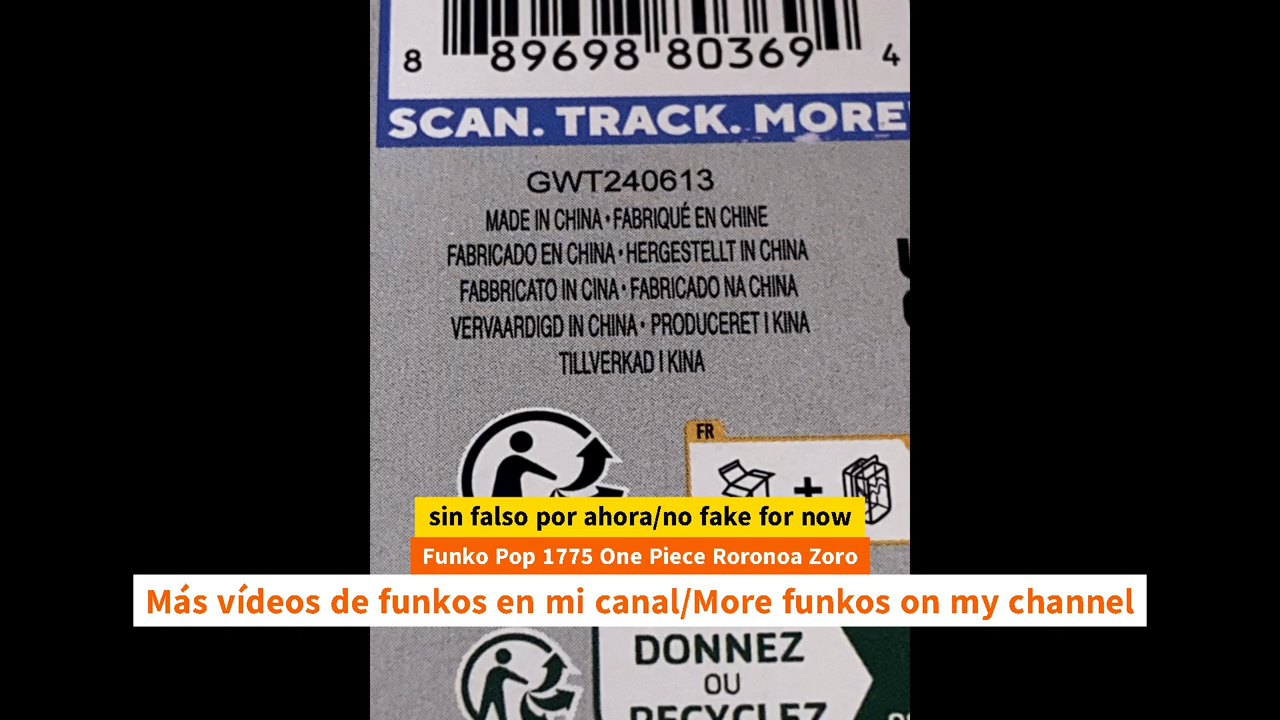 8 89698 80369 4
SCAN. TRACK. MORE
GWT240613
MADE IN CHINA • FABRIQUÉ EN CHINE
FABRICADO EN CHINA • HERGESTELLT IN CHINA
FABBRICATO IN CINA • FABRICADO NA CHINA
VERVAARDIGD IN CHINA • PRODUCERET I KINA
TILLVERKAD I KINA
FR
+
sin falso por ahora/no fake for now
Funko Pop 1775 One Piece Roronoa Zoro
Más vídeos de funkos en mi canal/More funkos on my channel
DONNEZ
OU
RECYCLEZ